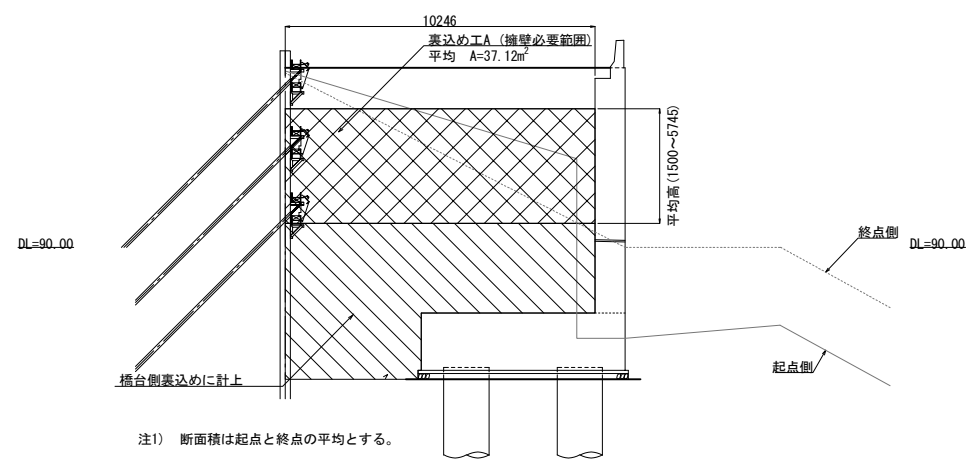 10246
裏込め工A (擁壁必要範囲)
平均 A=37.12m²
平均高(1500～5745)
DL=90.00
終点側
DL=90.00
起点側
橋台側裏込めに計上
注1) 断面積は起点と終点の平均とする。